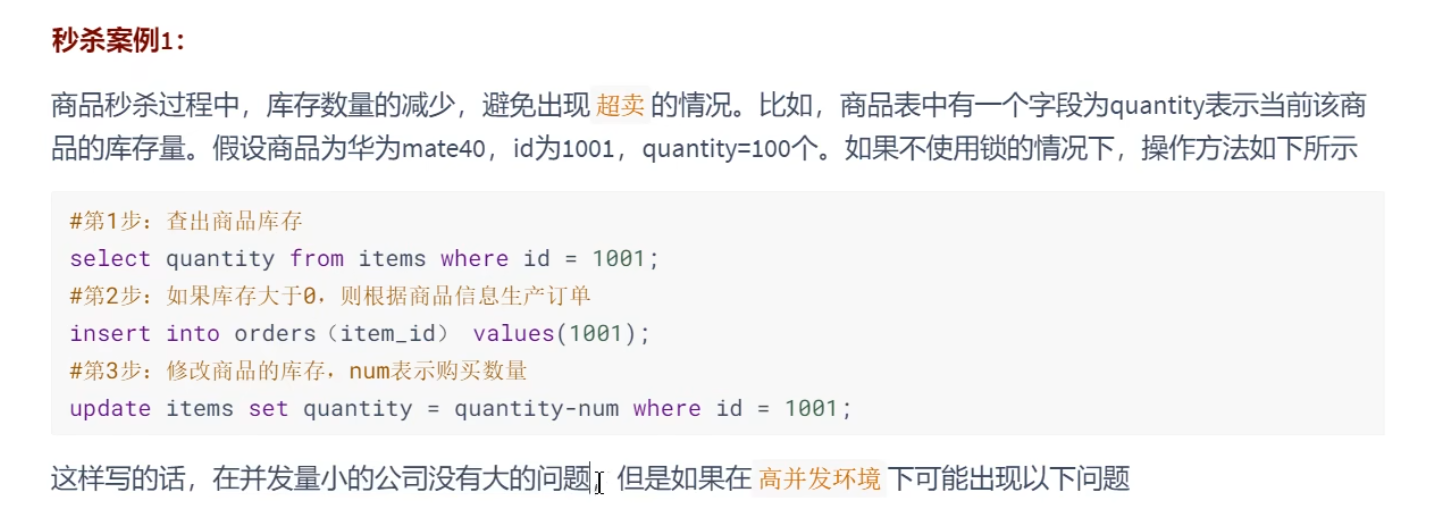 秒杀案例1：
商品秒杀过程中，库存数量的减少，避免出现 超卖 的情况。比如，商品表中有一个字段为quantity表示当前该商
品的库存量。假设商品为华为mate40，id为1001，quantity=100个。如果不使用锁的情况下，操作方法如下所示
#第1步：查出商品库存
select quantity from items where id = 1001;
#第2步：如果库存大于0，则根据商品信息生产订单
insert into orders（item_id） values(1001);
#第3步：修改商品的库存，num表示购买数量
update items set quantity = quantity-num where id = 1001;
这样写的话，在并发量小的公司没有大的问题，但是如果在 高并发环境 下可能出现以下问题